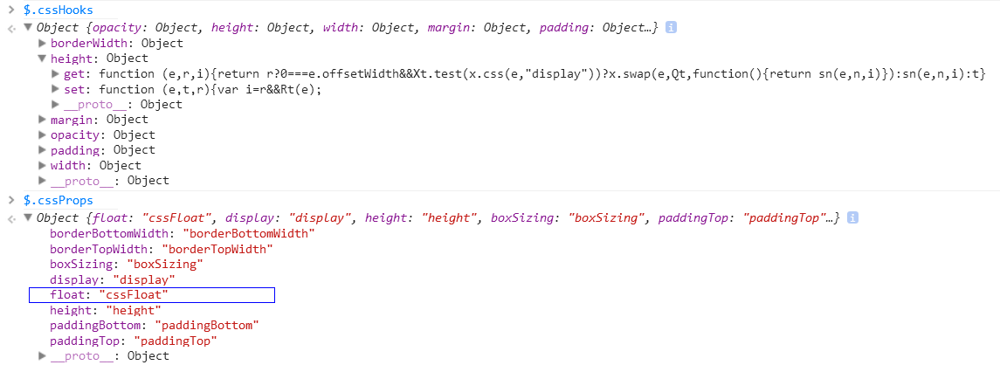 > $.cssHooks
Object {opacity: Object, height: Object, width: Object, margin: Object, padding: Object…} i
borderWidth: Object
height: Object
get: function (e,r,i){return r?0===e.offsetWidth&&Xt.test(x.css(e,"display"))?x.swap(e,Qt,function(){return sn(e,n,i)}):sn(e,n,i):t}
set: function (e,t,r){var i=r&&Rt(e);
__proto__: Object
margin: Object
opacity: Object
padding: Object
width: Object
__proto__: Object
> $.cssProps
Object {float: "cssFloat", display: "display", height: "height", boxSizing: "boxSizing", paddingTop: "paddingTop"…} i
borderBottomWidth: "borderBottomWidth"
borderTopWidth: "borderTopWidth"
boxSizing: "boxSizing"
display: "display"
float: "cssFloat"
height: "height"
paddingBottom: "paddingBottom"
paddingTop: "paddingTop"
__proto__: Object